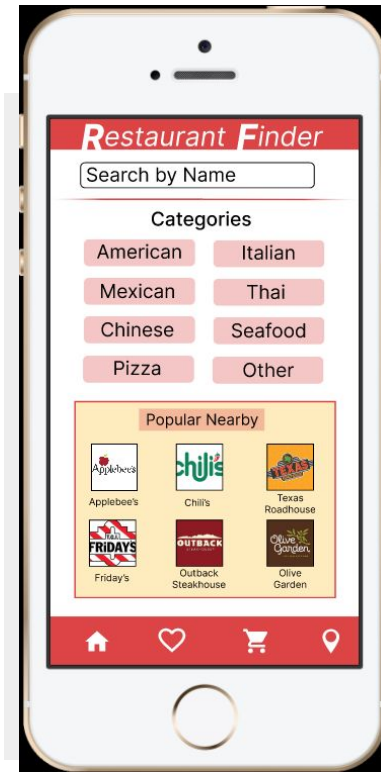 Restaurant Finder
Search by Name
Categories
American Italian
Mexican Thai
Chinese Seafood
Pizza Other
Popular Nearby
Applebee's chili's TEXAS
Applebee's Chili's Texas
Roadhouse
FRIDAYS OUTBACK Olive
Garden
Friday's Outback
Steakhouse Olive
Garden